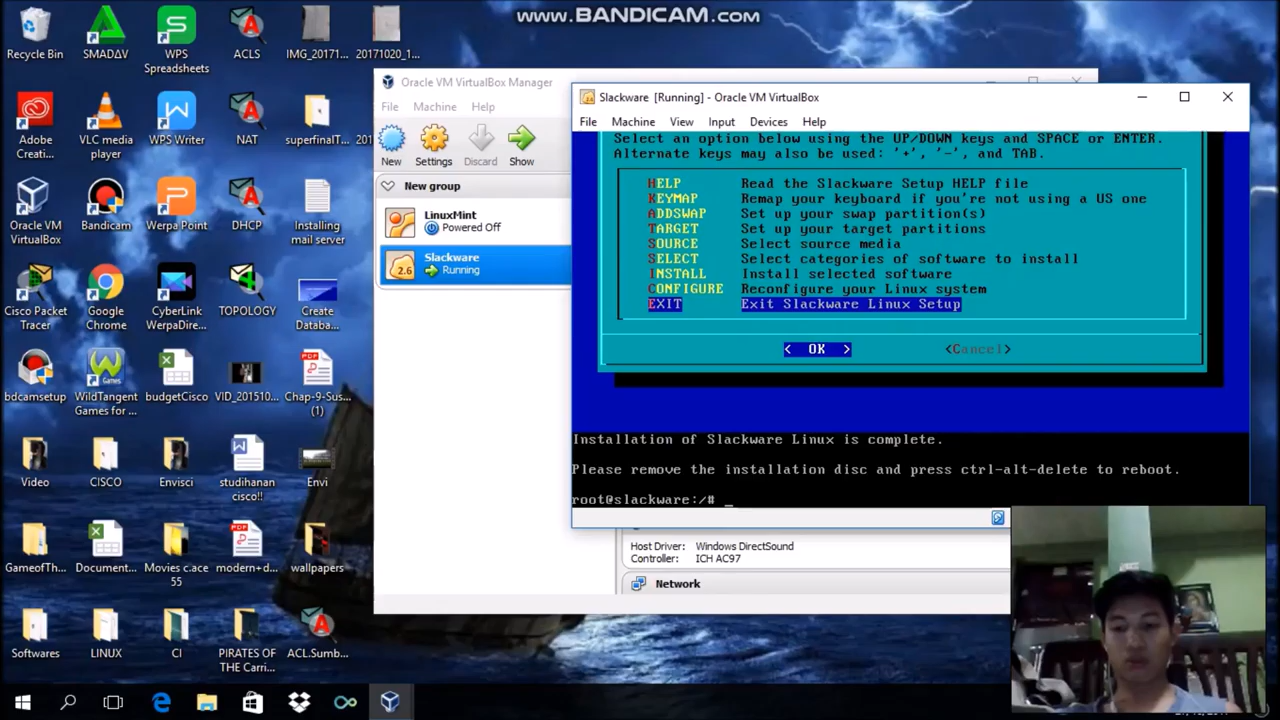 www.BANDICAM.com
Recycle Bin
SMADΔV
WPS Spreadsheets
ACLS
IMG_20171...
20171020_1...
Adobe Creati...
VLC media player
WPS Writer
NAT
superfinalT...
Oracle VM VirtualBox
Bandicam
Werpa Point
DHCP
Installing mail server
Cisco Packet Tracer
Google Chrome
CyberLink WerpaDire...
TOPOLOGY
Create Databa...
bdcamsetup
WildTangent Games for ...
budgetCisco
VID_201510...
Chap-9-Sus... (1)
Video
CISCO
Envisci
studihanan cisco!!
Envi
GameofTh...
Document...
Movies c.ace 55
modern+d...
wallpapers
Softwares
LINUX
CI
PIRATES OF THE Carri...
ACL.Sumb...
Oracle VM VirtualBox Manager
File Machine Help
New Settings Discard Show
New group
LinuxMint
Powered Off
Slackware
2.6
Running
Slackware [Running] - Oracle VM VirtualBox
File Machine View Input Devices Help
Select an option below using the UP/DOWN keys and SPACE or ENTER.
Alternate keys may also be used: '+', '-', and TAB.
HELP Read the Slackware Setup HELP file
KEYMAP Remap your keyboard if you're not using a US one
ADDSWAP Set up your swap partition(s)
TARGET Set up your target partitions
SOURCE Select source media
SELECT Select categories of software to install
INSTALL Install selected software
CONFIGURE Reconfigure your Linux system
EXIT Exit Slackware Linux Setup
< OK > <Cancel>
Installation of Slackware Linux is complete.
Please remove the installation disc and press ctrl-alt-delete to reboot.
root@slackware:/# _
Host Driver: Windows DirectSound
Controller: ICH AC97
Network